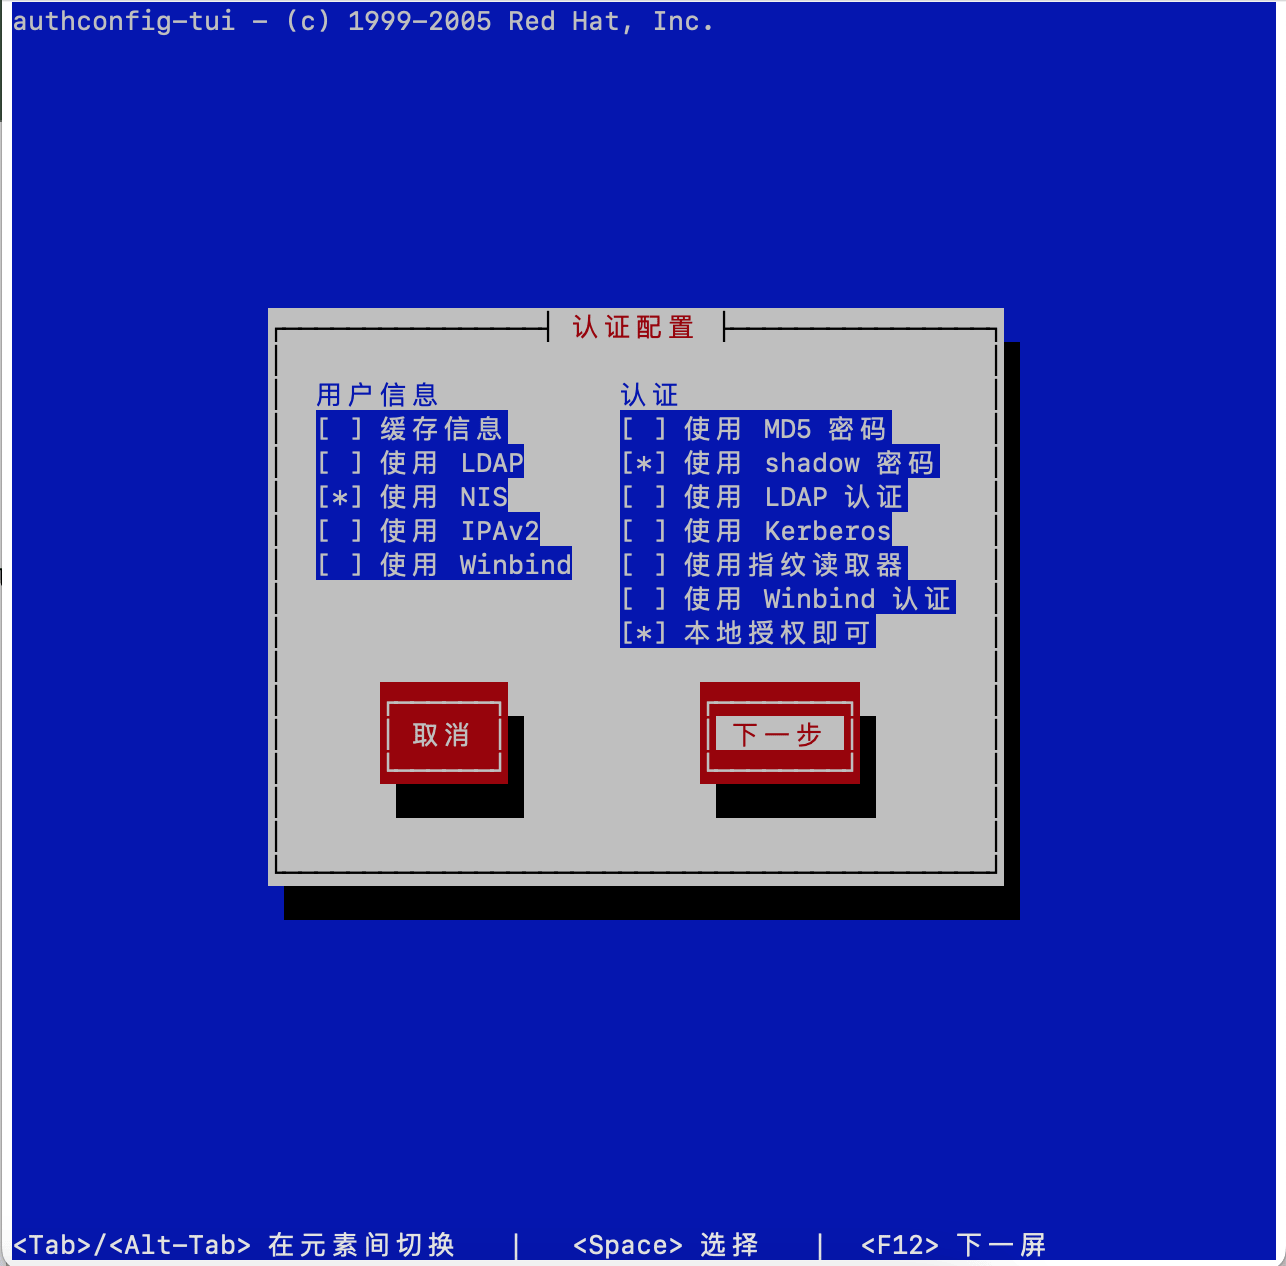 authconfig-tui - (c) 1999-2005 Red Hat, Inc.
认证配置
用户信息
[ ] 缓存信息
[ ] 使用 LDAP
[*] 使用 NIS
[ ] 使用 IPAv2
[ ] 使用 Winbind
认证
[ ] 使用 MD5 密码
[*] 使用 shadow 密码
[ ] 使用 LDAP 认证
[ ] 使用 Kerberos
[ ] 使用指纹读取器
[ ] 使用 Winbind 认证
[*] 本地授权即可
取消
下一步
<Tab>/<Alt-Tab> 在元素间切换 | <Space> 选择 | <F12> 下一屏